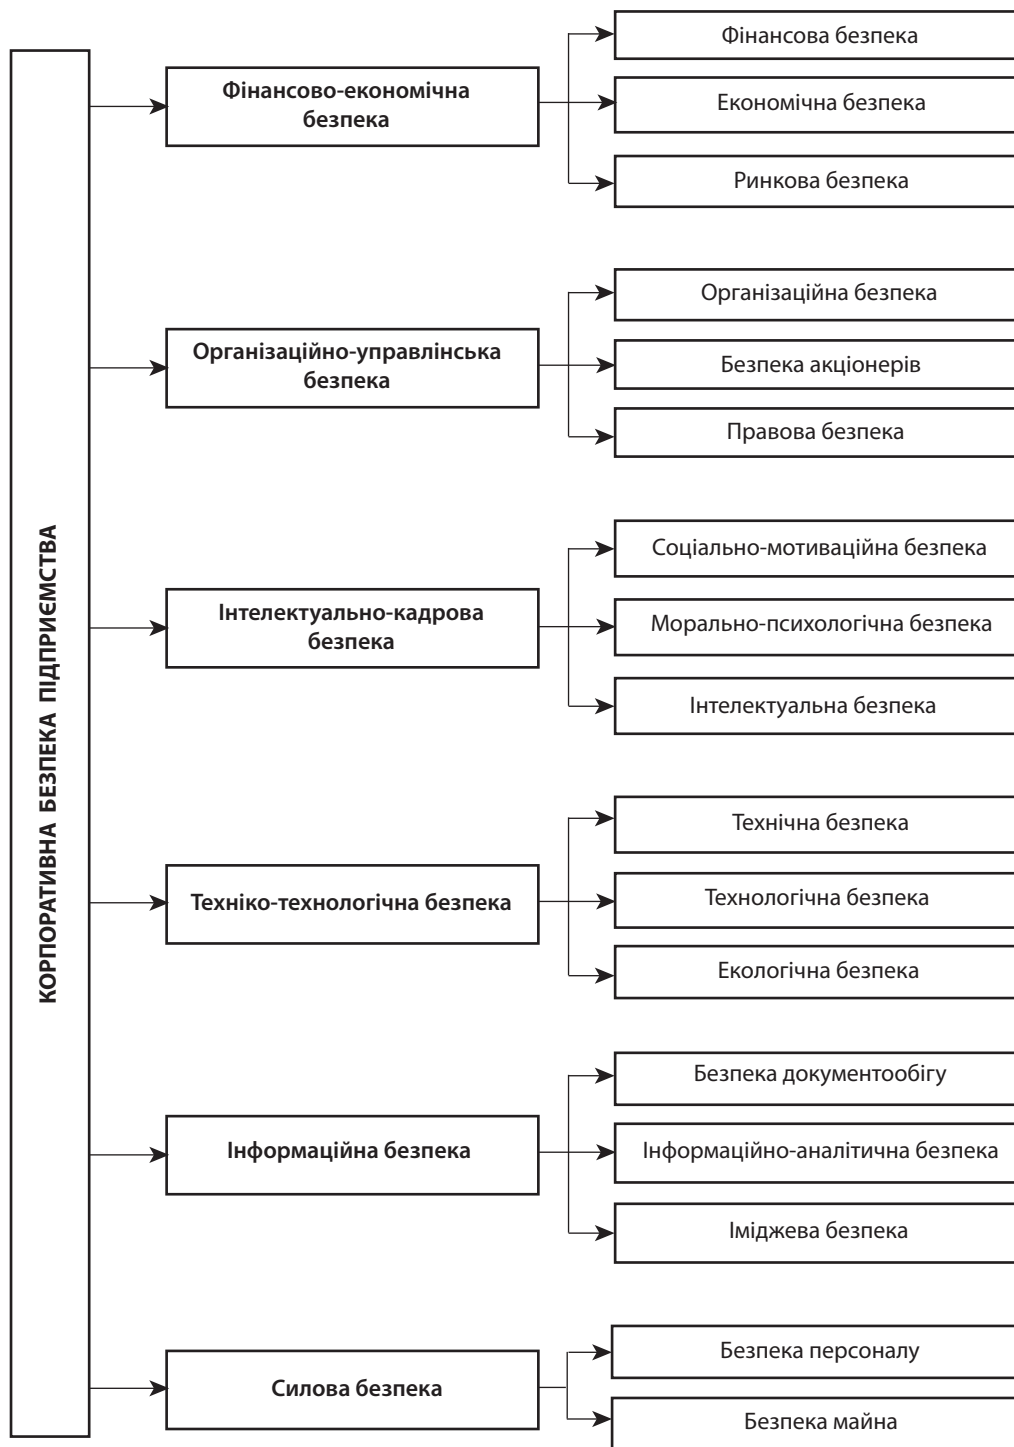 КОРПОРАТИВНА БЕЗПЕКА ПІДПРИЄМСТВА
Фінансово-економічна
безпека
Фінансова безпека
Економічна безпека
Ринкова безпека
Організаційно-управлінська
безпека
Організаційна безпека
Безпека акціонерів
Правова безпека
Інтелектуально-кадрова
безпека
Соціально-мотиваційна безпека
Морально-психологічна безпека
Інтелектуальна безпека
Техніко-технологічна безпека
Технічна безпека
Технологічна безпека
Екологічна безпека
Інформаційна безпека
Безпека документообігу
Інформаційно-аналітична безпека
Іміджева безпека
Силова безпека
Безпека персоналу
Безпека майна